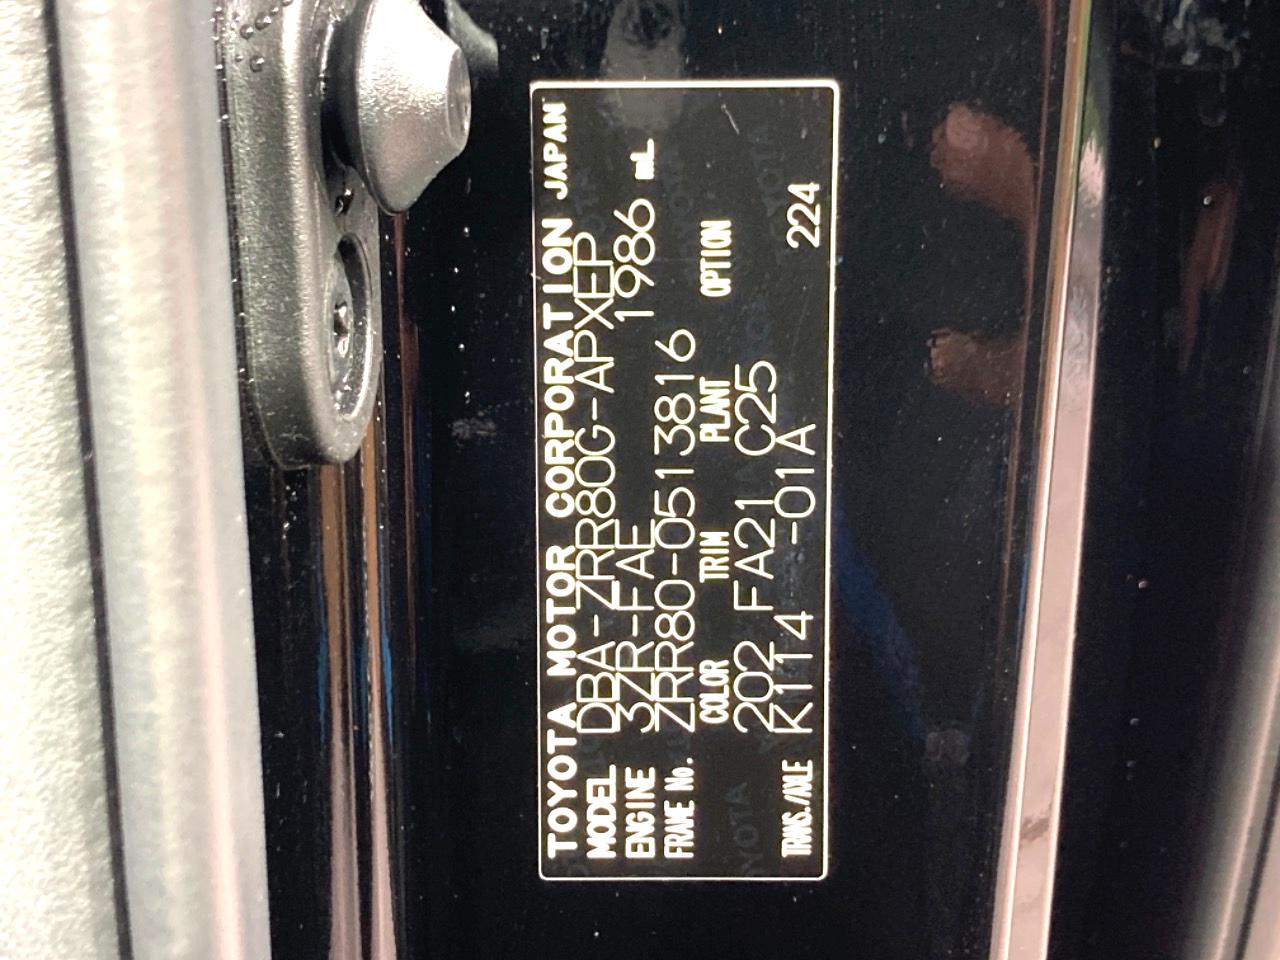 TOYOTA MOTOR CORPORATION JAPAN
MODEL DBA-ZRR80G-APXEP
ENGINE 3ZR-FAE 1986 mL
FRAME No. ZRR80-0513816
COLOR TRIM PLANT OPTION
202 FA21 C25
TRANS./AXLE K114 -01A 224